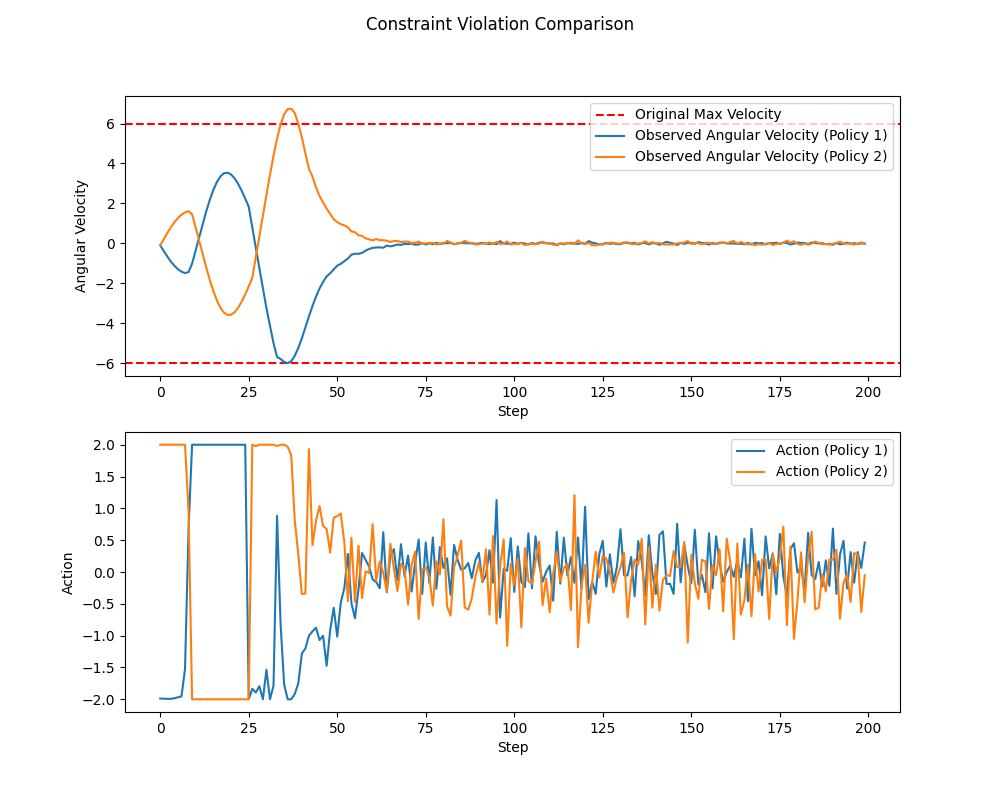 Constraint Violation Comparison
Original Max Velocity
Observed Angular Velocity (Policy 1)
Observed Angular Velocity (Policy 2)
Angular Velocity
6
4
2
0
−2
−4
−6
0 25 50 75 100 125 150 175 200
Step
Action (Policy 1)
Action (Policy 2)
Action
2.0
1.5
1.0
0.5
0.0
−0.5
−1.0
−1.5
−2.0
0 25 50 75 100 125 150 175 200
Step